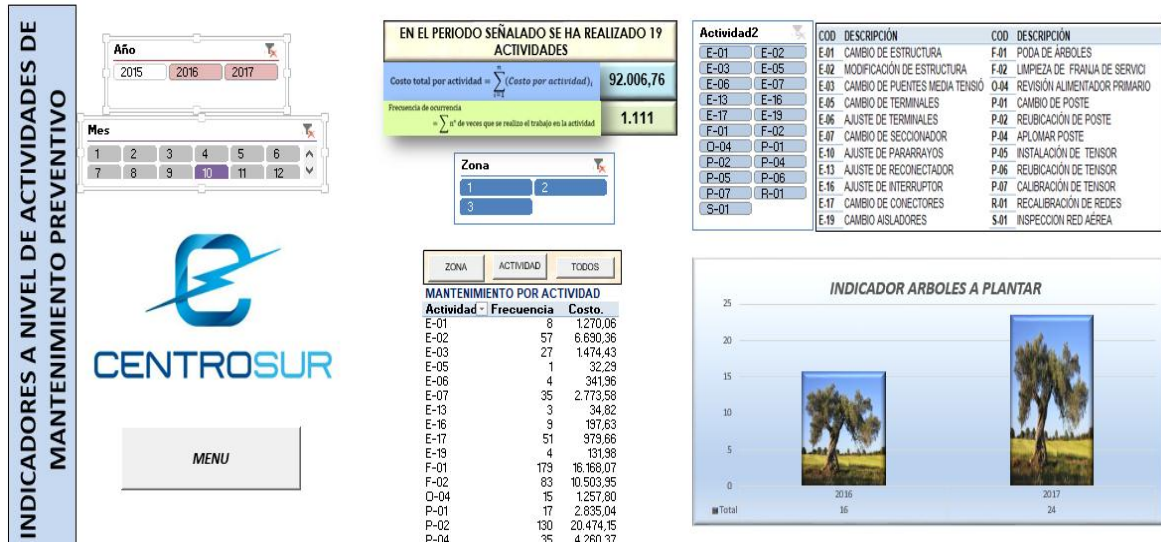 INDICADORES A NIVEL DE ACTIVIDADES DE
MANTENIMIENTO PREVENTIVO
Año
2015 2016 2017
Mes
1 2 3 4 5 6
7 8 9 10 11 12
CENTROSUR
MENU
EN EL PERIODO SEÑALADO SE HA REALIZADO 19
ACTIVIDADES
Costo total por actividad = ∑ (Costo por actividad)i 92.006,76
Frecuencia de ocurrencia
= ∑ n° de veces que se realizo el trabajo en la actividad 1.111
Zona
1 2
3
ZONA ACTIVIDAD TODOS
MANTENIMIENTO POR ACTIVIDAD
Actividad Frecuencia Costo.
E-01 8 1.270,06
E-02 57 6.690,36
E-03 27 1.474,43
E-05 1 32,29
E-06 4 341,96
E-07 35 2.773,58
E-13 3 34,82
E-16 9 197,63
E-17 51 979,66
E-19 4 131,98
F-01 179 16.168,07
F-02 83 10.503,95
O-04 15 1.257,80
P-01 17 2.835,04
P-02 130 20.474,15
P-04 35 4.260,37
Actividad2
E-01 E-02
E-03 E-05
E-06 E-07
E-13 E-16
E-17 E-19
F-01 F-02
O-04 P-01
P-02 P-04
P-05 P-06
P-07 R-01
S-01
COD DESCRIPCIÓN COD DESCRIPCIÓN
E-01 CAMBIO DE ESTRUCTURA F-01 PODA DE ÁRBOLES
E-02 MODIFICACIÓN DE ESTRUCTURA F-02 LIMPIEZA DE FRANJA DE SERVICI
E-03 CAMBIO DE PUENTES MEDIA TENSIÓ O-04 REVISIÓN ALIMENTADOR PRIMARIO
E-05 CAMBIO DE TERMINALES P-01 CAMBIO DE POSTE
E-06 AJUSTE DE TERMINALES P-02 REUBICACIÓN DE POSTE
E-07 CAMBIO DE SECCIONADOR P-04 APLOMAR POSTE
E-10 AJUSTE DE PARARRAYOS P-05 INSTALACIÓN DE TENSOR
E-13 AJUSTE DE RECONECTADOR P-06 REUBICACIÓN DE TENSOR
E-16 AJUSTE DE INTERRUPTOR P-07 CALIBRACIÓN DE TENSOR
E-17 CAMBIO DE CONECTORES R-01 RECALIBRACIÓN DE REDES
E-19 CAMBIO AISLADORES S-01 INSPECCION RED AÉREA
INDICADOR ARBOLES A PLANTAR
25
20
15
10
5
0
2016 2017
Total 16 24